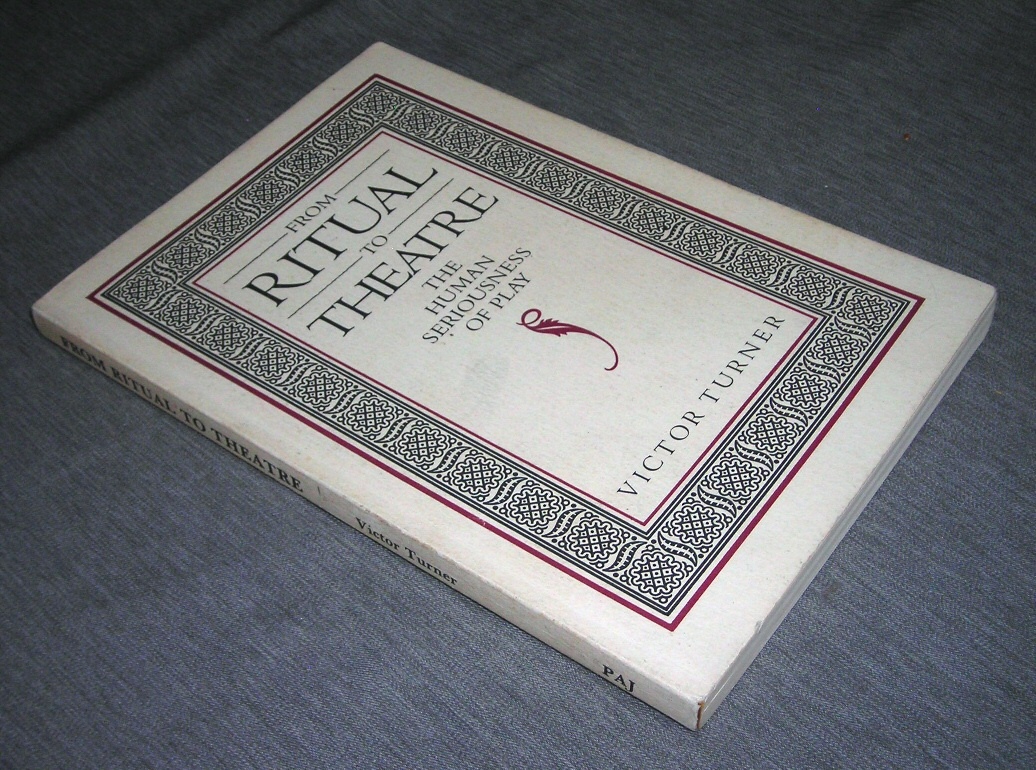 FROM
RITUAL
TO
THEATRE
THE
HUMAN
SERIOUSNESS
OF PLAY
VICTOR TURNER
FROM RITUAL TO THEATRE
Victor Turner
PAJ